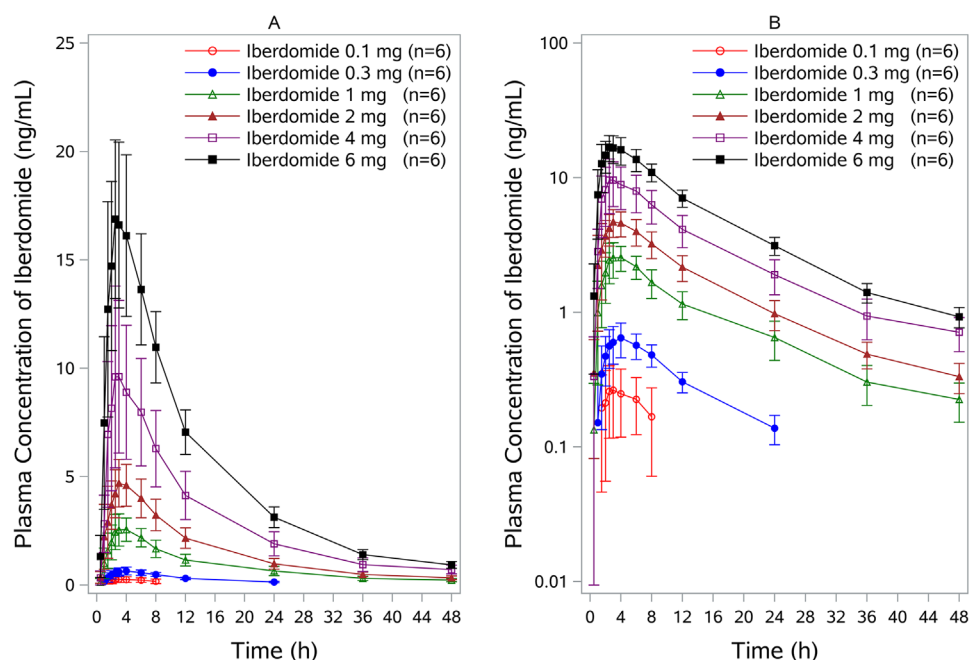 A
Plasma Concentration of Iberdomide (ng/mL)
25
20
15
10
5
0
Iberdomide 0.1 mg (n=6)
Iberdomide 0.3 mg (n=6)
Iberdomide 1 mg (n=6)
Iberdomide 2 mg (n=6)
Iberdomide 4 mg (n=6)
Iberdomide 6 mg (n=6)
0 4 8 12 16 20 24 28 32 36 40 44 48
Time (h)
B
Plasma Concentration of Iberdomide (ng/mL)
100
10
1
0.1
0.01
Iberdomide 0.1 mg (n=6)
Iberdomide 0.3 mg (n=6)
Iberdomide 1 mg (n=6)
Iberdomide 2 mg (n=6)
Iberdomide 4 mg (n=6)
Iberdomide 6 mg (n=6)
0 4 8 12 16 20 24 28 32 36 40 44 48
Time (h)